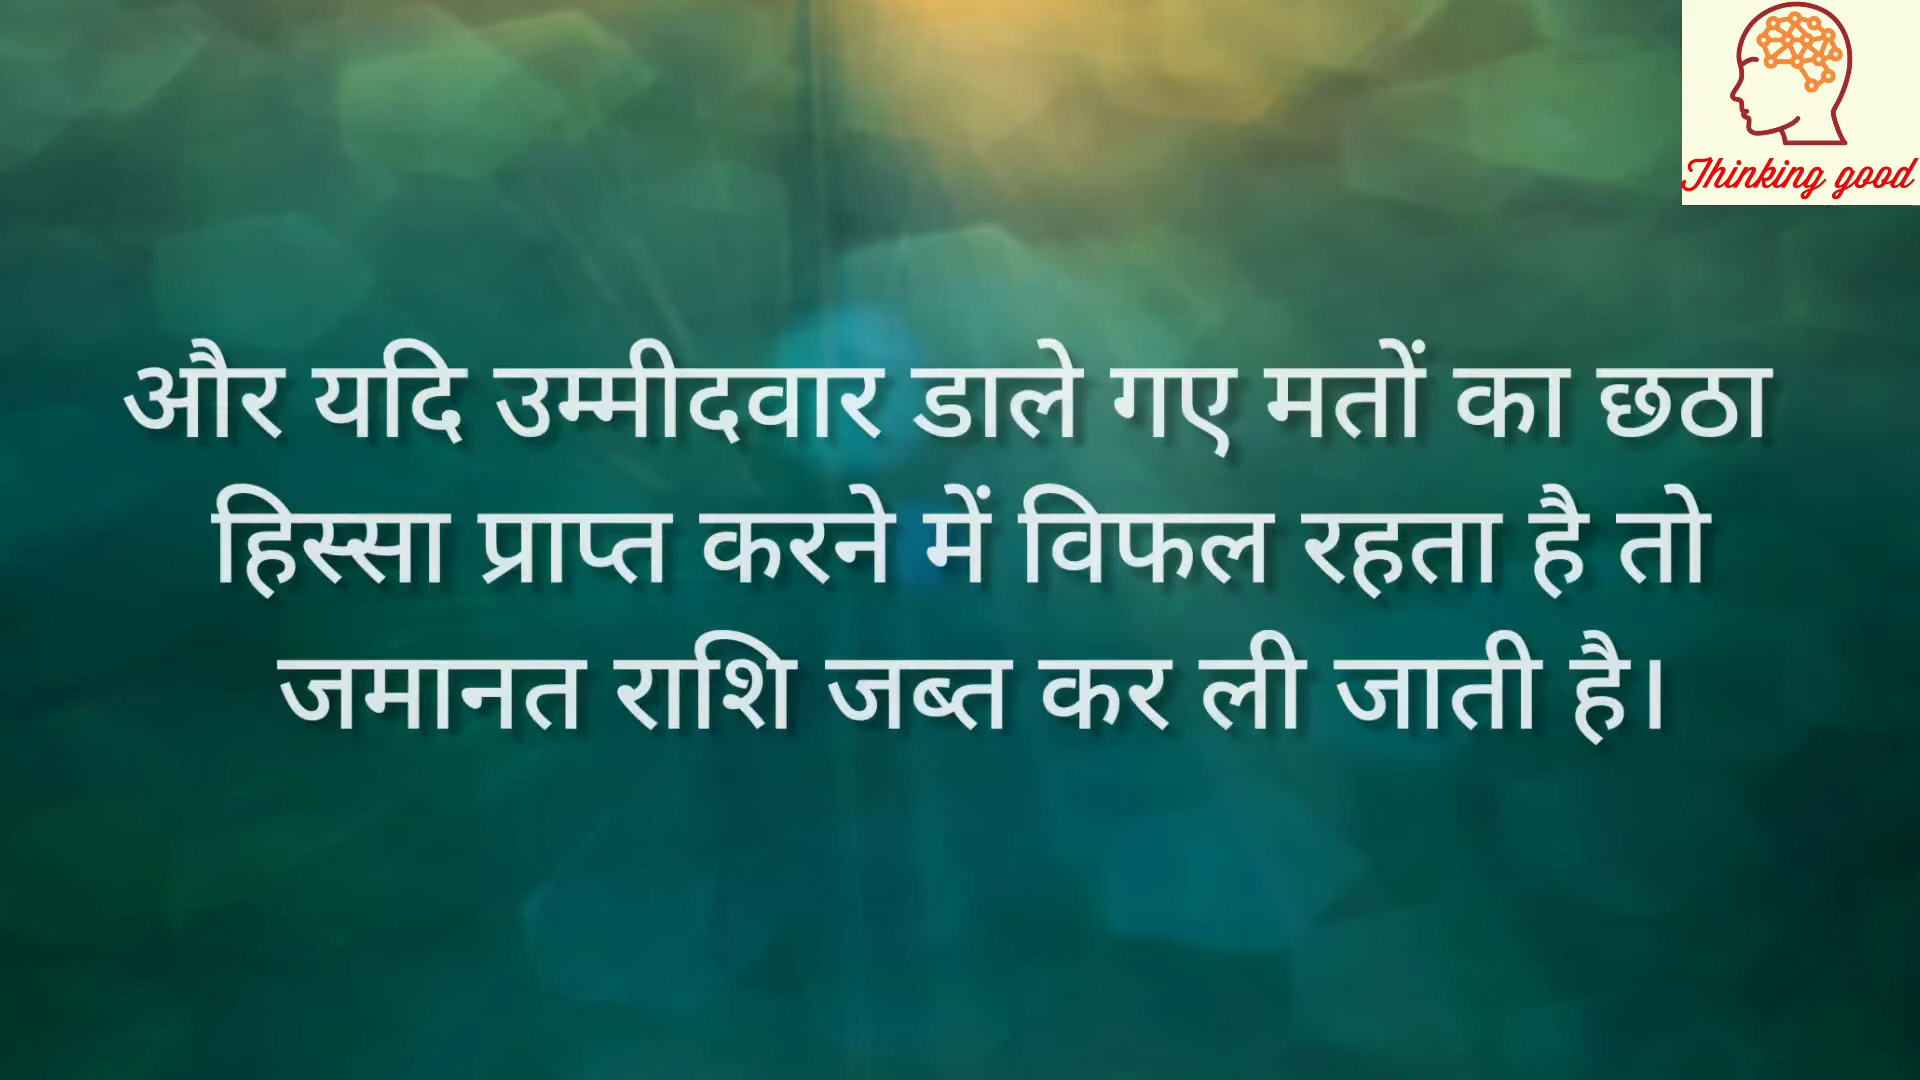 Thinking good
और यदि उम्मीदवार डाले गए मतों का छठा
हिस्सा प्राप्त करने में विफल रहता है तो
जमानत राशि जब्त कर ली जाती है।